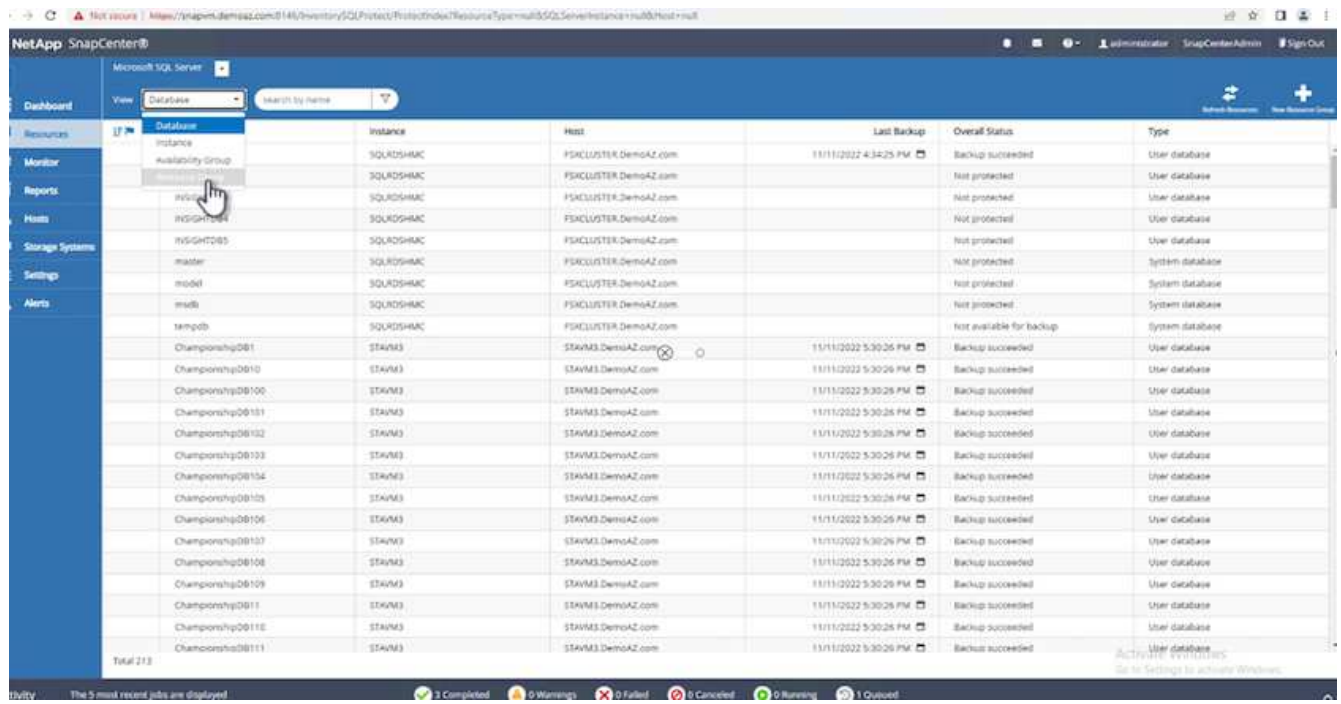 Not secure https://snapvm.demoaz.com:8146/InventorySQLProtect/ProtectIndex?ResourceType=null&SQLServerInstance=null&Host=null
NetApp SnapCenter®
administrator SnapCenterAdmin Sign Out
Microsoft SQL Server
View Database search by name
Refresh Resources New Resource Group
Dashboard
Resources
Monitor
Reports
Hosts
Storage Systems
Settings
Alerts
Database
Instance
Availability Group
Instance Host Last Backup Overall Status Type
SQLRDSHMC FSXCLUSTER.DemoAZ.com 11/11/2022 4:34:25 PM Backup succeeded User database
SQLRDSHMC FSXCLUSTER.DemoAZ.com Not protected User database
SQLRDSHMC FSXCLUSTER.DemoAZ.com Not protected User database
SQLRDSHMC FSXCLUSTER.DemoAZ.com Not protected User database
INSIGHTDB5 SQLRDSHMC FSXCLUSTER.DemoAZ.com Not protected User database
master SQLRDSHMC FSXCLUSTER.DemoAZ.com Not protected System database
model SQLRDSHMC FSXCLUSTER.DemoAZ.com Not protected System database
msdb SQLRDSHMC FSXCLUSTER.DemoAZ.com Not protected System database
tempdb SQLRDSHMC FSXCLUSTER.DemoAZ.com Not available for backup System database
ChampionshipDB1 STAVM3 STAVM3.DemoAZ.com 11/11/2022 5:30:26 PM Backup succeeded User database
ChampionshipDB10 STAVM3 STAVM3.DemoAZ.com 11/11/2022 5:30:26 PM Backup succeeded User database
ChampionshipDB100 STAVM3 STAVM3.DemoAZ.com 11/11/2022 5:30:26 PM Backup succeeded User database
ChampionshipDB101 STAVM3 STAVM3.DemoAZ.com 11/11/2022 5:30:26 PM Backup succeeded User database
ChampionshipDB102 STAVM3 STAVM3.DemoAZ.com 11/11/2022 5:30:26 PM Backup succeeded User database
ChampionshipDB103 STAVM3 STAVM3.DemoAZ.com 11/11/2022 5:30:26 PM Backup succeeded User database
ChampionshipDB104 STAVM3 STAVM3.DemoAZ.com 11/11/2022 5:30:26 PM Backup succeeded User database
ChampionshipDB105 STAVM3 STAVM3.DemoAZ.com 11/11/2022 5:30:26 PM Backup succeeded User database
ChampionshipDB106 STAVM3 STAVM3.DemoAZ.com 11/11/2022 5:30:26 PM Backup succeeded User database
ChampionshipDB107 STAVM3 STAVM3.DemoAZ.com 11/11/2022 5:30:26 PM Backup succeeded User database
ChampionshipDB108 STAVM3 STAVM3.DemoAZ.com 11/11/2022 5:30:26 PM Backup succeeded User database
ChampionshipDB109 STAVM3 STAVM3.DemoAZ.com 11/11/2022 5:30:26 PM Backup succeeded User database
ChampionshipDB11 STAVM3 STAVM3.DemoAZ.com 11/11/2022 5:30:26 PM Backup succeeded User database
ChampionshipDB110 STAVM3 STAVM3.DemoAZ.com 11/11/2022 5:30:26 PM Backup succeeded User database
ChampionshipDB111 STAVM3 STAVM3.DemoAZ.com 11/11/2022 5:30:26 PM Backup succeeded User database
Total 213
Activate Windows
Go to Settings to activate Windows.
tivity The 5 most recent jobs are displayed 3 Completed 0 Warnings 0 Failed 0 Canceled 0 Running 1 Queued